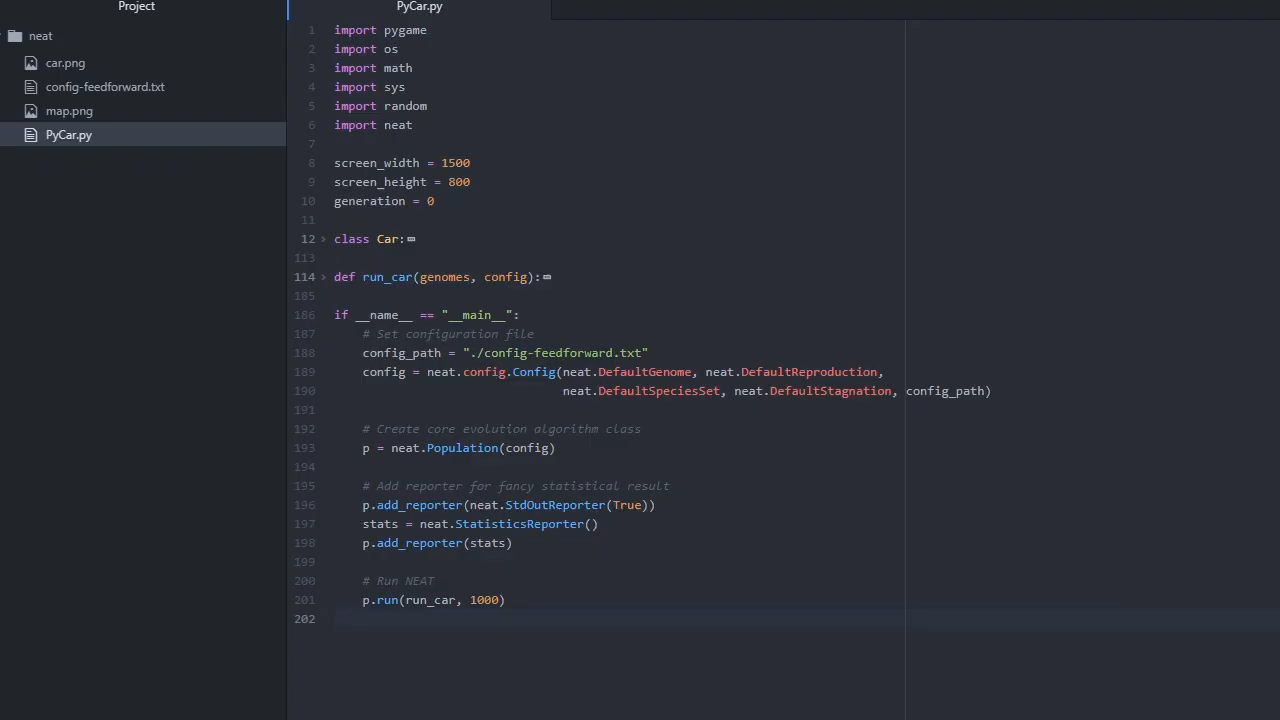 Project
neat
car.png
config-feedforward.txt
map.png
PyCar.py
PyCar.py
1 import pygame
2 import os
3 import math
4 import sys
5 import random
6 import neat
7
8 screen_width = 1500
9 screen_height = 800
10 generation = 0
11
12 class Car:
113
114 def run_car(genomes, config):
185
186 if __name__ == "__main__":
187     # Set configuration file
188     config_path = "./config-feedforward.txt"
189     config = neat.config.Config(neat.DefaultGenome, neat.DefaultReproduction,
190                                 neat.DefaultSpeciesSet, neat.DefaultStagnation, config_path)
191
192     # Create core evolution algorithm class
193     p = neat.Population(config)
194
195     # Add reporter for fancy statistical result
196     p.add_reporter(neat.StdOutReporter(True))
197     stats = neat.StatisticsReporter()
198     p.add_reporter(stats)
199
200     # Run NEAT
201     p.run(run_car, 1000)
202